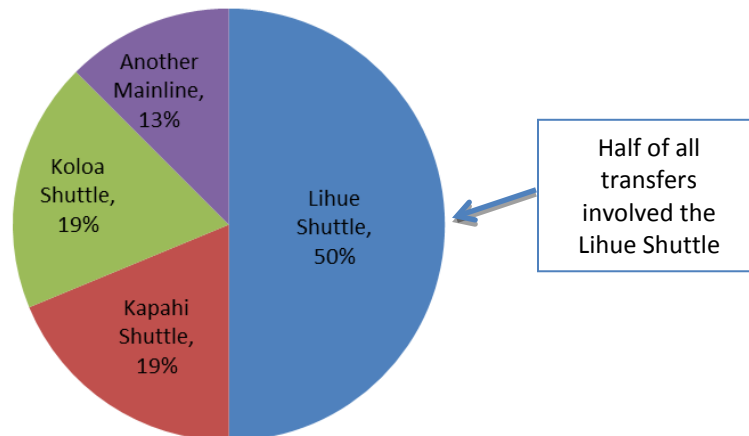 Another
Mainline,
13%
Koloa
Shuttle,
19%
Lihue
Shuttle,
50%
Kapahi
Shuttle,
19%
Half of all
transfers
involved the
Lihue Shuttle